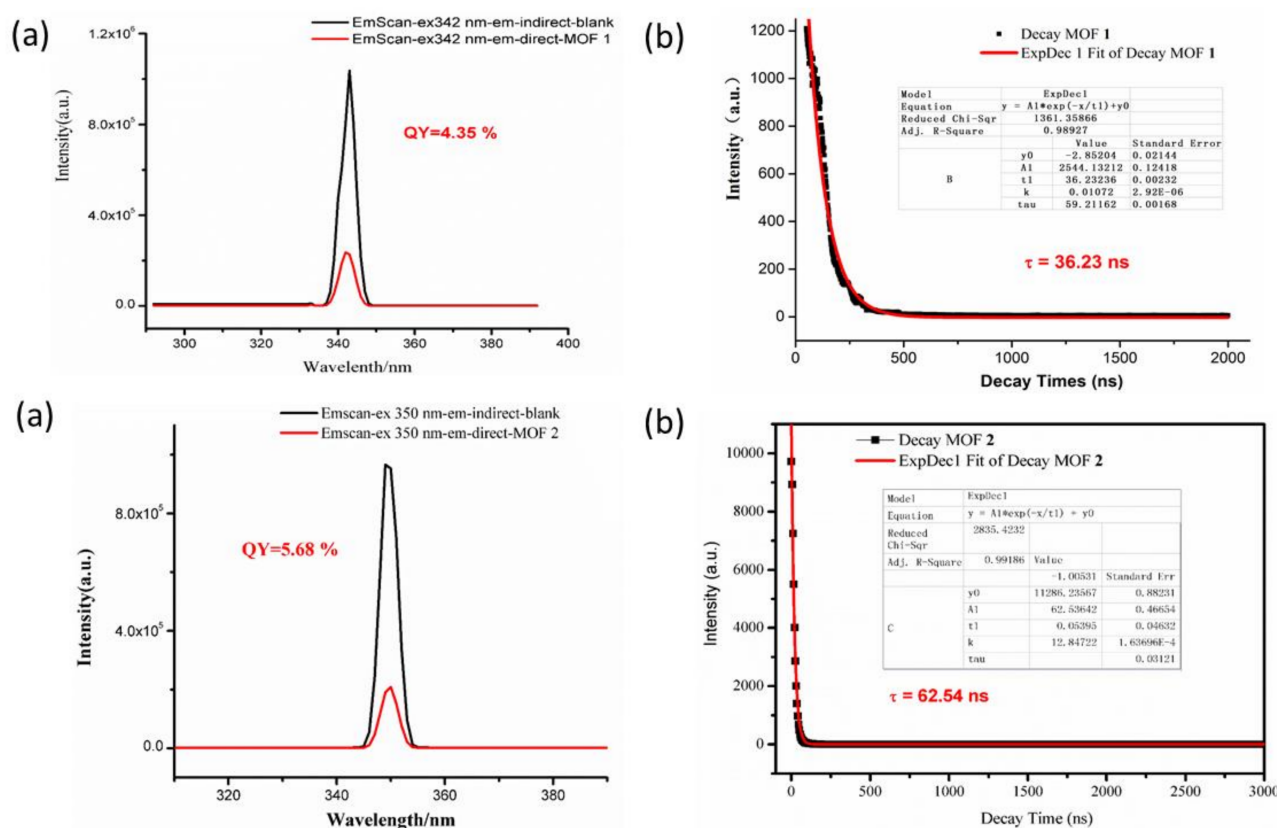 (a)
EmScan-ex342 nm-em-indirect-blank
EmScan-ex342 nm-em-direct-MOF 1
1.2x10⁶
8.0x10⁵
4.0x10⁵
0.0
Intensity(a.u.)
QY=4.35 %
300 320 340 360 380 400
Wavelenth/nm
(b)
Decay MOF 1
ExpDec 1 Fit of Decay MOF 1
1200
1000
800
600
400
200
0
Intensity (a.u.)
Model ExpDec1
Equation y = A1*exp(-x/t1)+y0
Reduced Chi-Sqr 1361.35866
Adj. R-Square 0.98927
Value Standard Error
B
y0 -2.85204 0.02144
A1 2544.13212 0.12418
t1 36.23236 0.00232
k 0.01072 2.92E-06
tau 59.21162 0.00168
τ = 36.23 ns
0 500 1000 1500 2000
Decay Times (ns)
(a)
Emscan-ex 350 nm-em-indirect-blank
Emscan-ex 350 nm-em-direct-MOF 2
8.0x10⁵
4.0x10⁵
0.0
Intensity(a.u.)
QY=5.68 %
320 340 360 380
Wavelength/nm
(b)
Decay MOF 2
ExpDec1 Fit of Decay MOF 2
10000
8000
6000
4000
2000
0
Intensity (a.u.)
Model ExpDec1
Equation y = A1*exp(-x/t1) + y0
Reduced Chi-Sqr 2835.4232
Adj. R-Square 0.99186 Value
-1.00531 Standard Err
C
y0 11286.23567 0.88231
A1 62.53642 0.46654
t1 0.05395 0.04632
k 12.84722 1.63696E-4
tau 0.03121
τ = 62.54 ns
0 500 1000 1500 2000 2500 3000
Decay Time (ns)